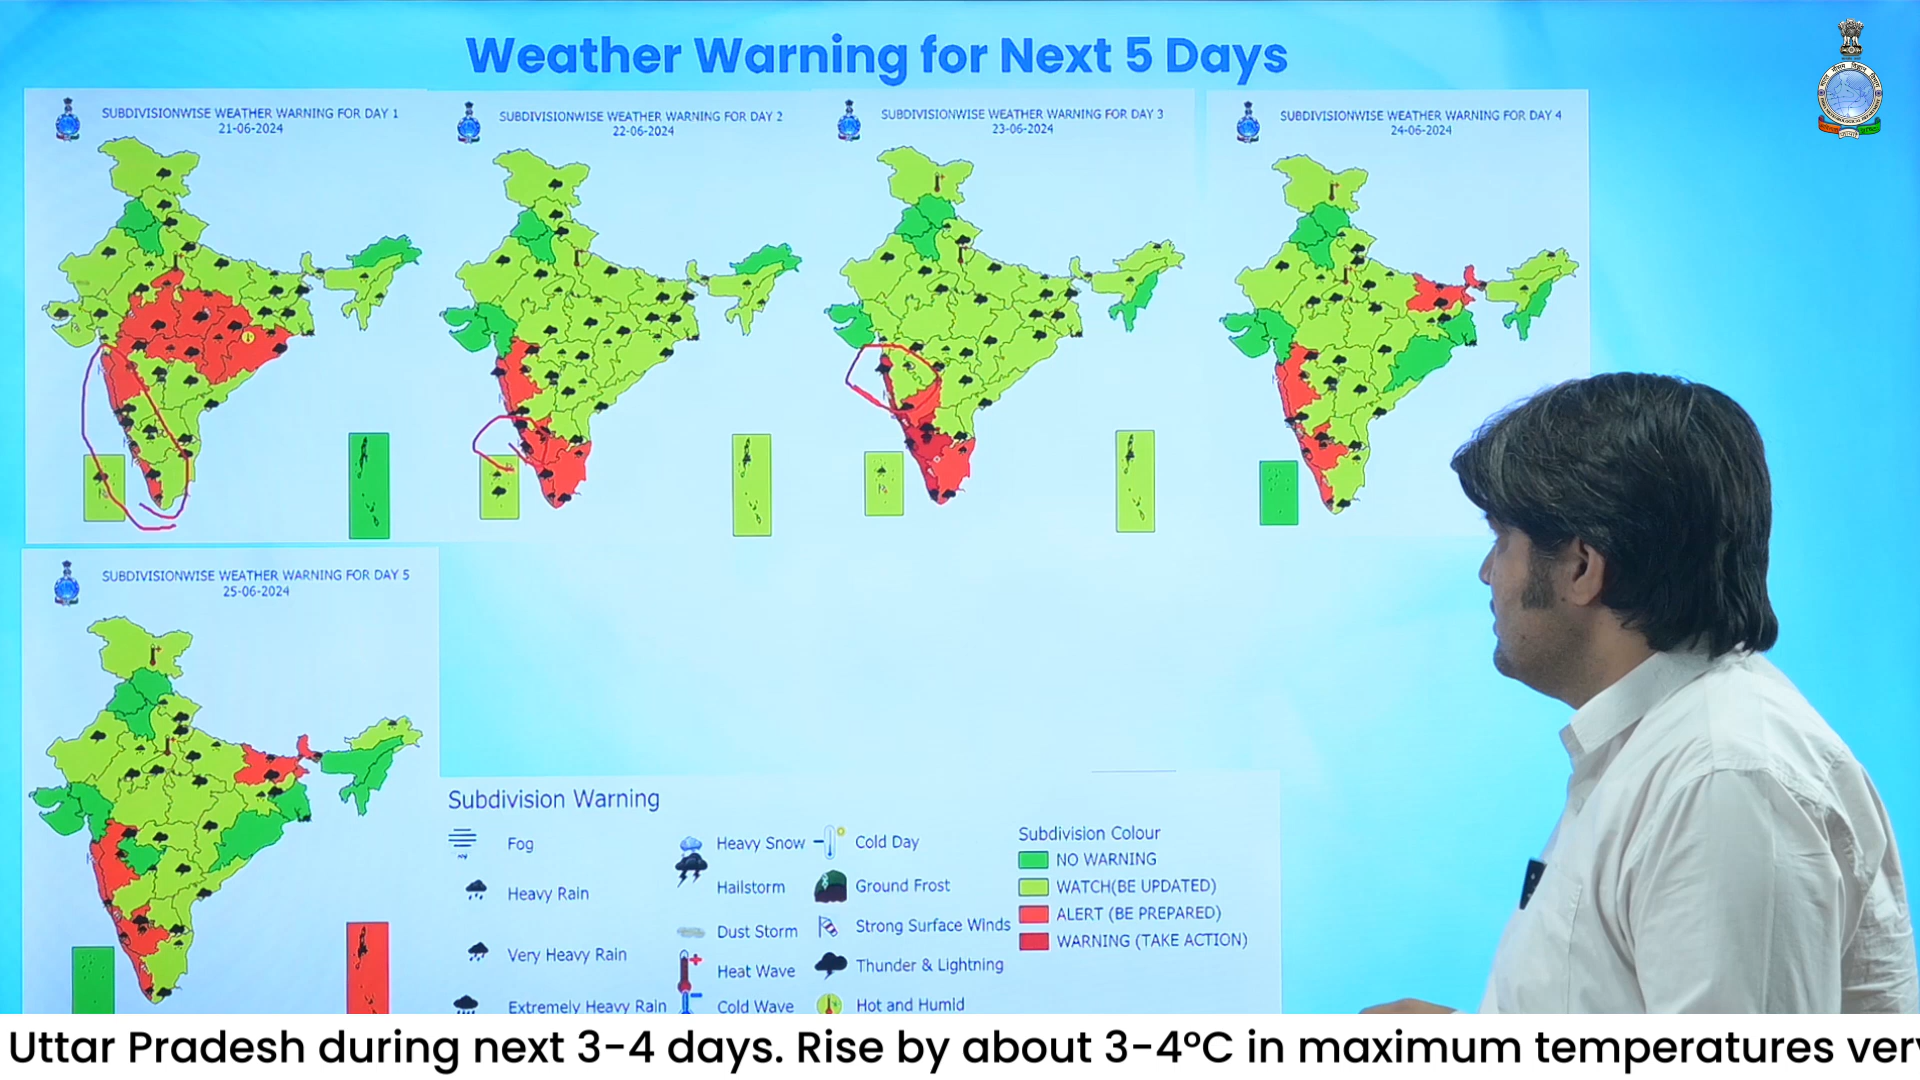 Weather Warning for Next 5 Days
SUBDIVISIONWISE WEATHER WARNING FOR DAY 1
21-06-2024
SUBDIVISIONWISE WEATHER WARNING FOR DAY 2
22-06-2024
SUBDIVISIONWISE WEATHER WARNING FOR DAY 3
23-06-2024
SUBDIVISIONWISE WEATHER WARNING FOR DAY 4
24-06-2024
SUBDIVISIONWISE WEATHER WARNING FOR DAY 5
25-06-2024
Subdivision Warning
Fog
Heavy Rain
Very Heavy Rain
Extremely Heavy Rain
Heavy Snow
Hailstorm
Dust Storm
Heat Wave
Cold Wave
Cold Day
Ground Frost
Strong Surface Winds
Thunder & Lightning
Hot and Humid
Subdivision Colour
NO WARNING
WATCH(BE UPDATED)
ALERT (BE PREPARED)
WARNING (TAKE ACTION)
Uttar Pradesh during next 3-4 days. Rise by about 3-4°C in maximum temperatures very